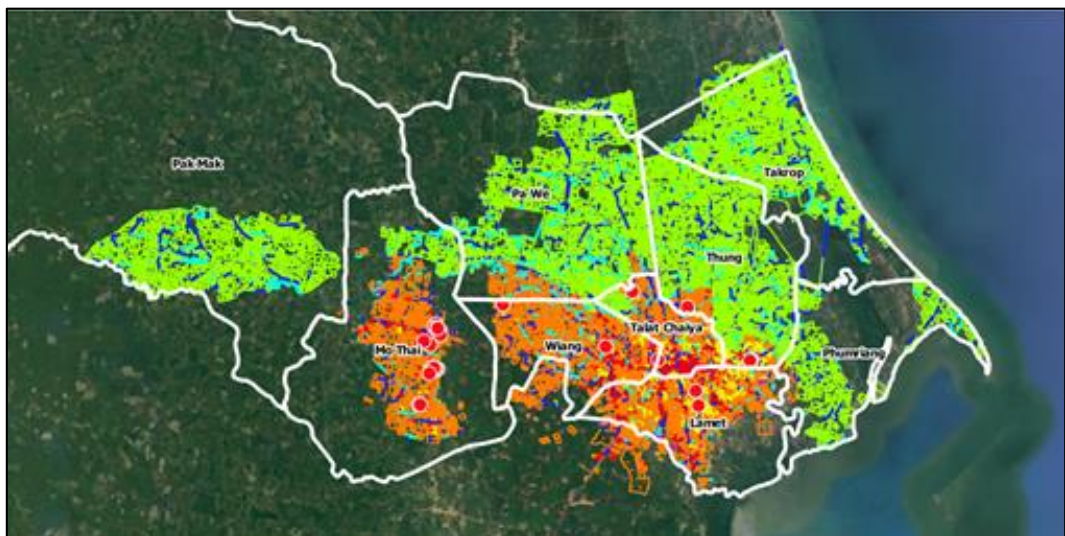 Pak Mak
Takrop
Pa We
Thung
Talat Chaiya
Mo Thai
Wiang
Phumriang
Lamet